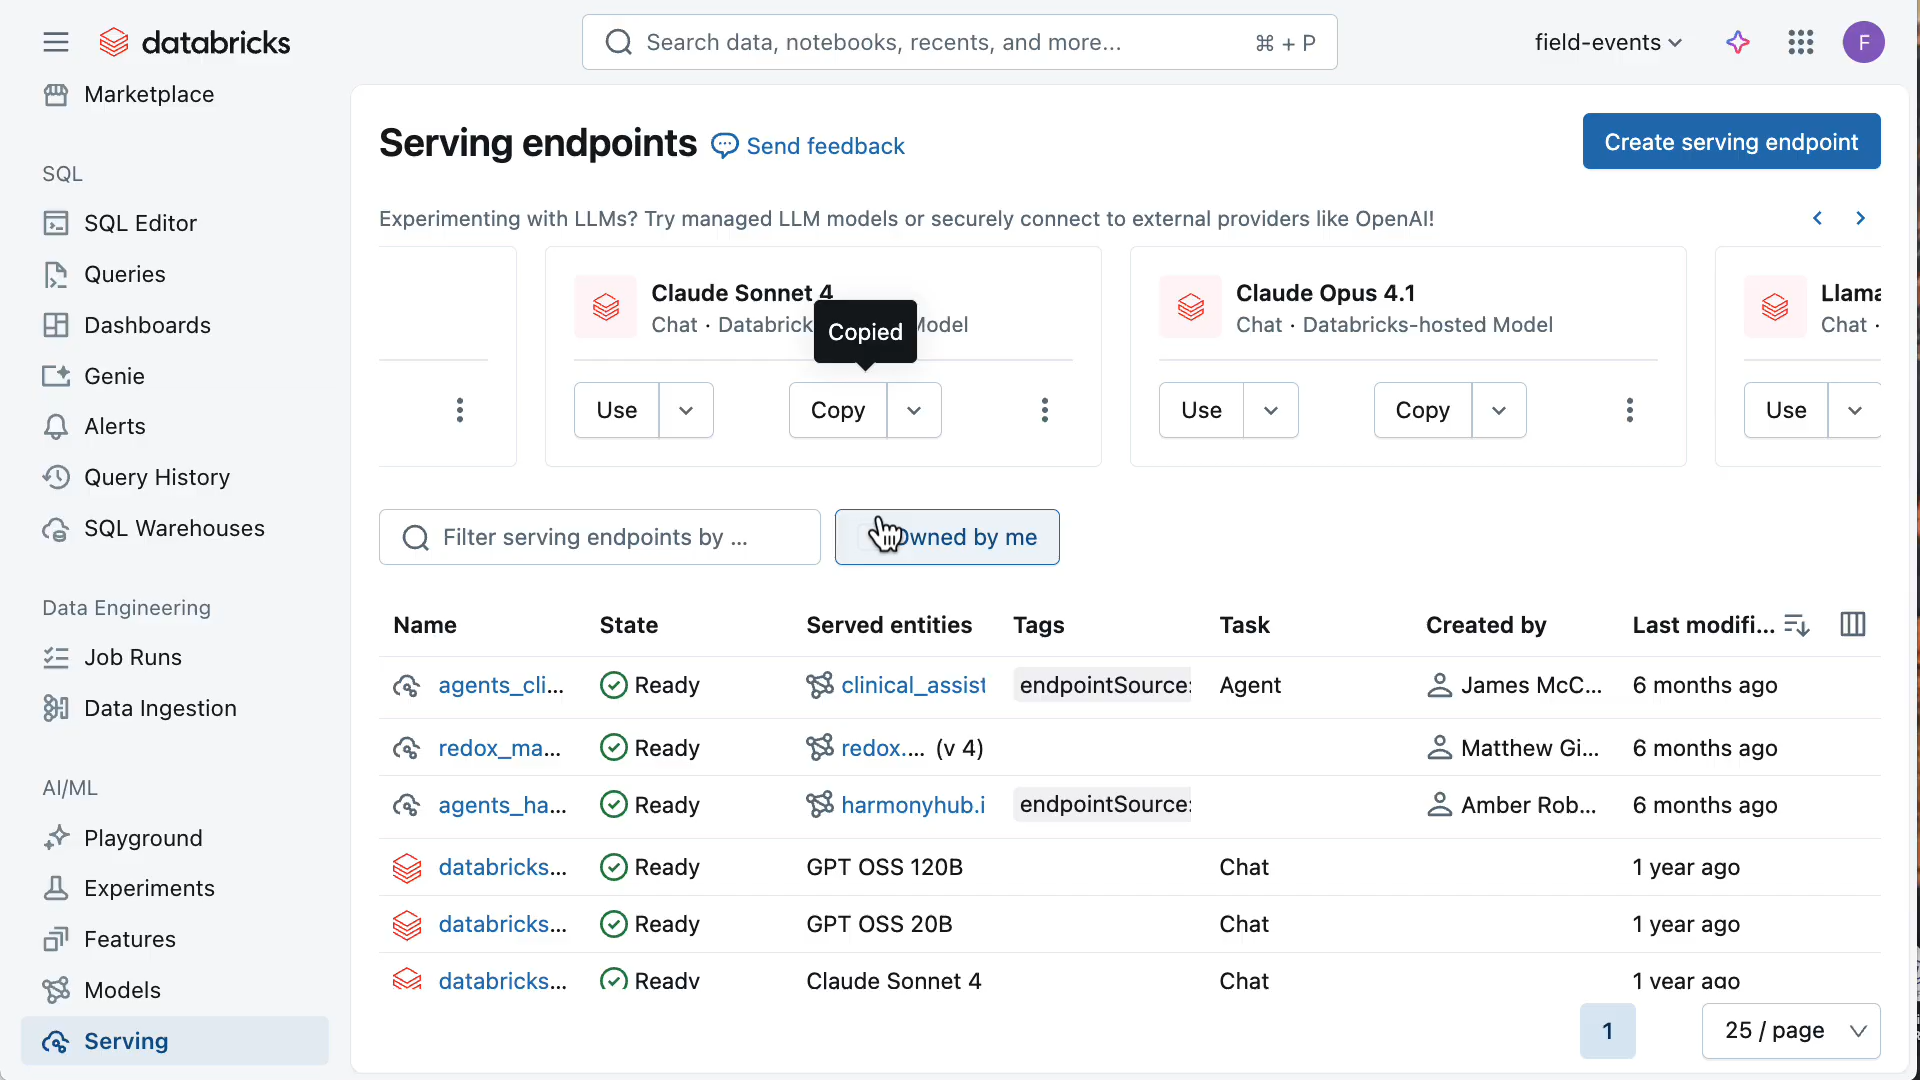 databricks
Search data, notebooks, recents, and more...
⌘ + P
field-events
F
Marketplace
SQL
SQL Editor
Queries
Dashboards
Genie
Alerts
Query History
SQL Warehouses
Data Engineering
Job Runs
Data Ingestion
AI/ML
Playground
Experiments
Features
Models
Serving
Serving endpoints
Send feedback
Create serving endpoint
Experimenting with LLMs? Try managed LLM models or securely connect to external providers like OpenAI!
Claude Sonnet 4
Chat · Databrick
Model
Copied
Use
Copy
Claude Opus 4.1
Chat · Databricks-hosted Model
Use
Copy
Llama
Chat ·
Use
Filter serving endpoints by ...
Owned by me
Name State Served entities Tags Task Created by Last modifi...
agents_cli... Ready clinical_assist endpointSource: Agent James McC... 6 months ago
redox_ma... Ready redox.... (v 4) Matthew Gi... 6 months ago
agents_ha... Ready harmonyhub.i endpointSource: Amber Rob... 6 months ago
databricks... Ready GPT OSS 120B Chat 1 year ago
databricks... Ready GPT OSS 20B Chat 1 year ago
databricks... Ready Claude Sonnet 4 Chat 1 year ago
1
25 / page